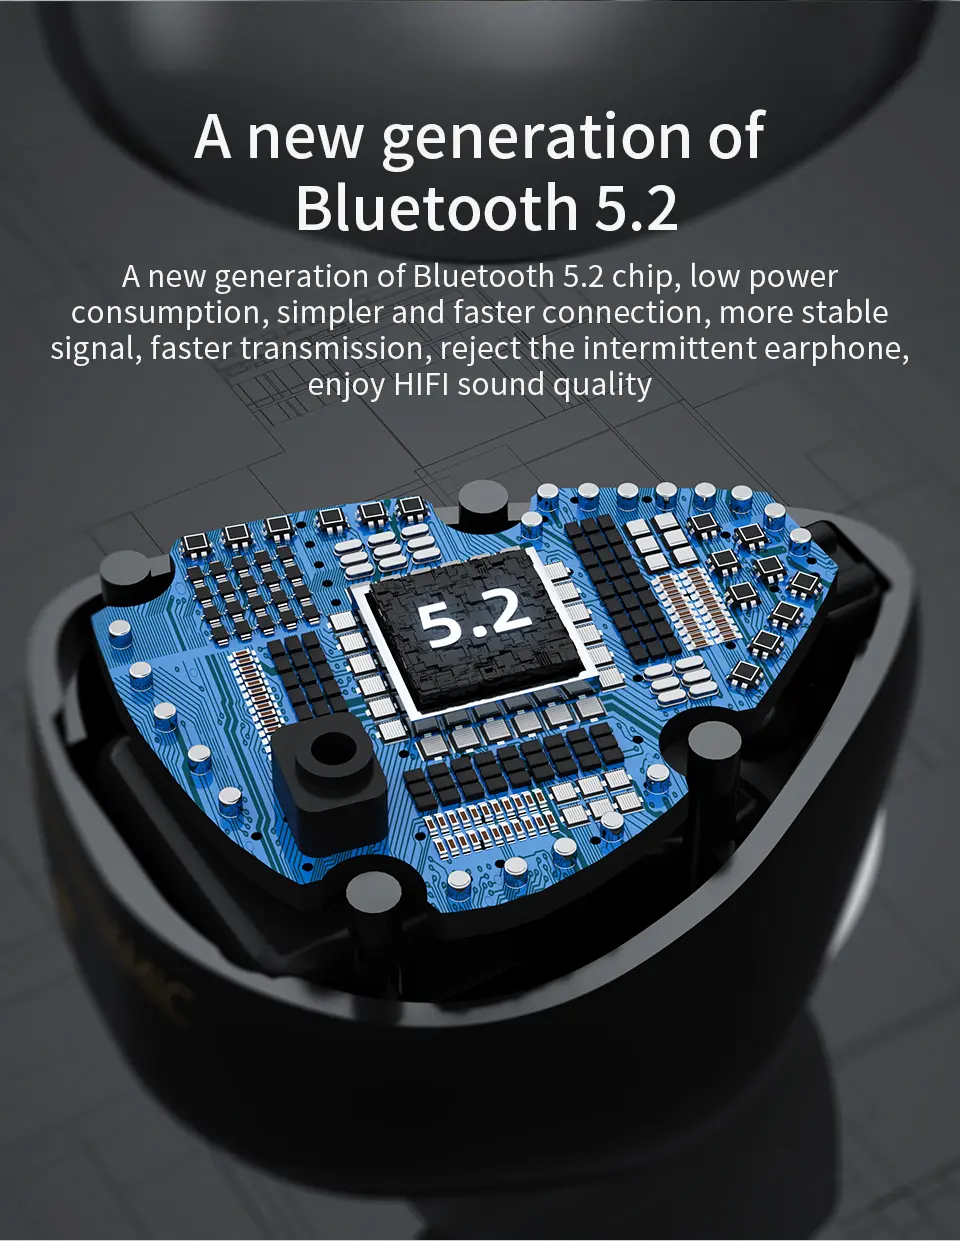 A new generation of
Bluetooth 5.2
A new generation of Bluetooth 5.2 chip, low power
consumption, simpler and faster connection, more stable
signal, faster transmission, reject the intermittent earphone,
enjoy HIFI sound quality
5.2